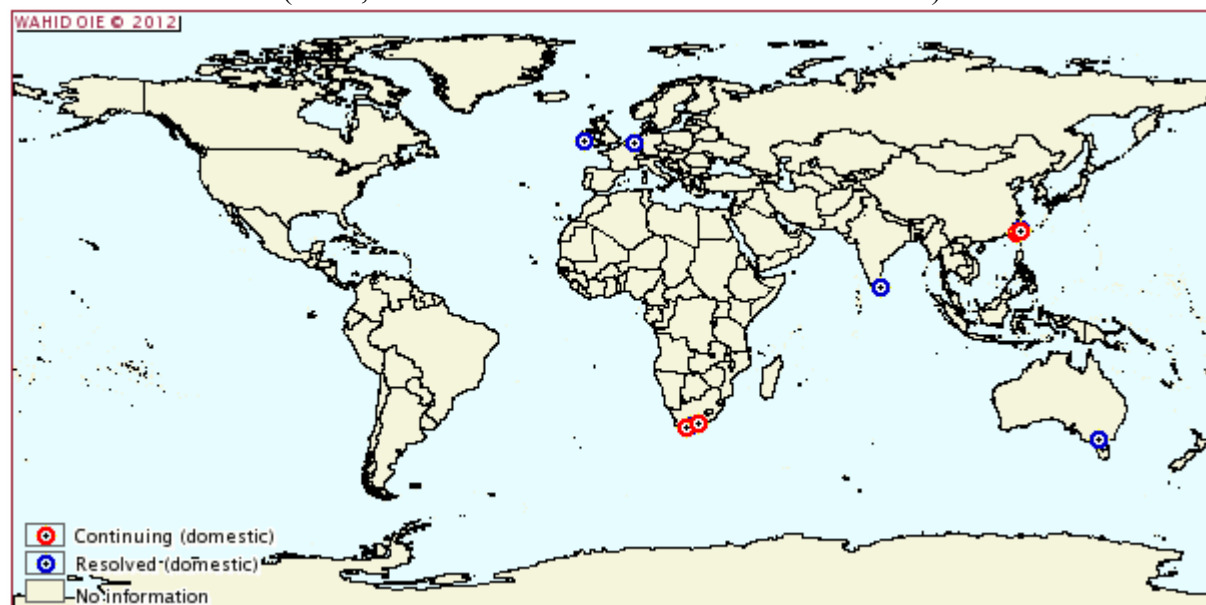 WAHID OIE © 2012
Continuing (domestic)
Resolved (domestic)
No information